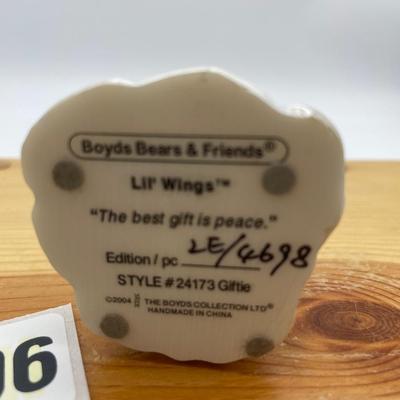 Boyds Bears & Friends®
Lil' Wings™
"The best gift is peace."
Edition / pc 2E/4698
STYLE # 24173 Giftie
©2004 THE BOYDS COLLECTION LTD®
HANDMADE IN CHINA
06